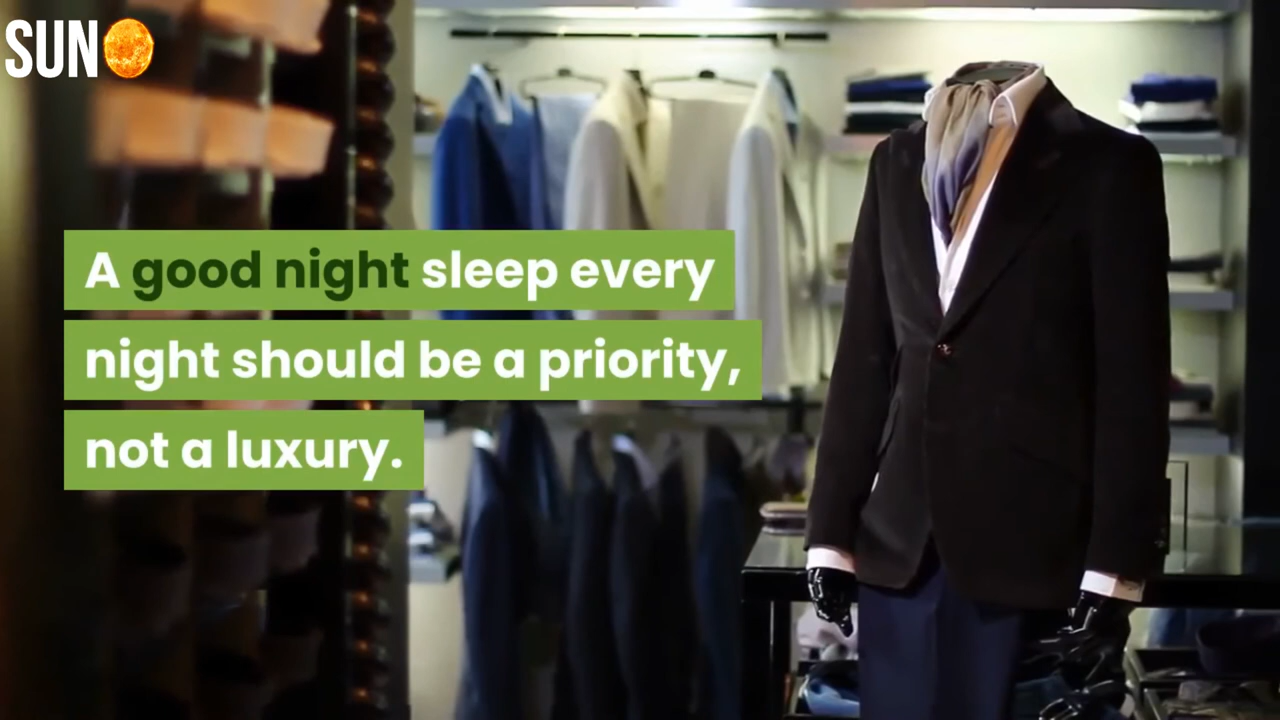 SUN
A good night sleep every
night should be a priority,
not a luxury.